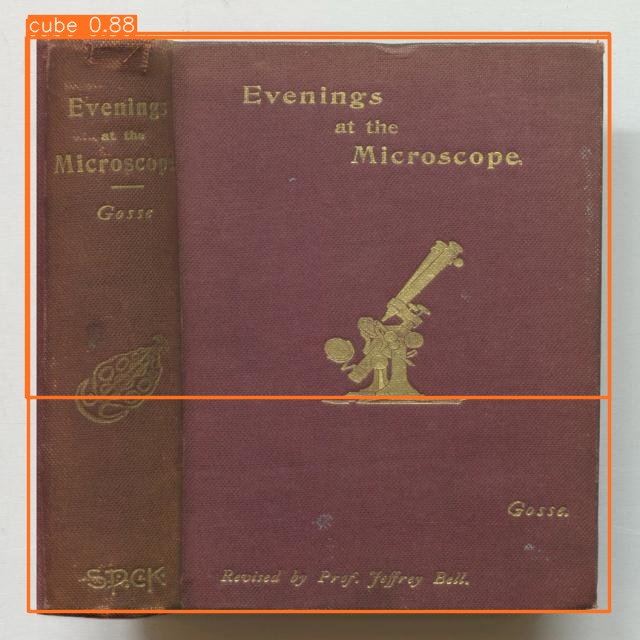 cube 0.88
Evenings
at the
Microscope
Gosse
SPCK
Evenings
at the
Microscope.
Gosse.
Revised by Prof. Jeffrey Bell.